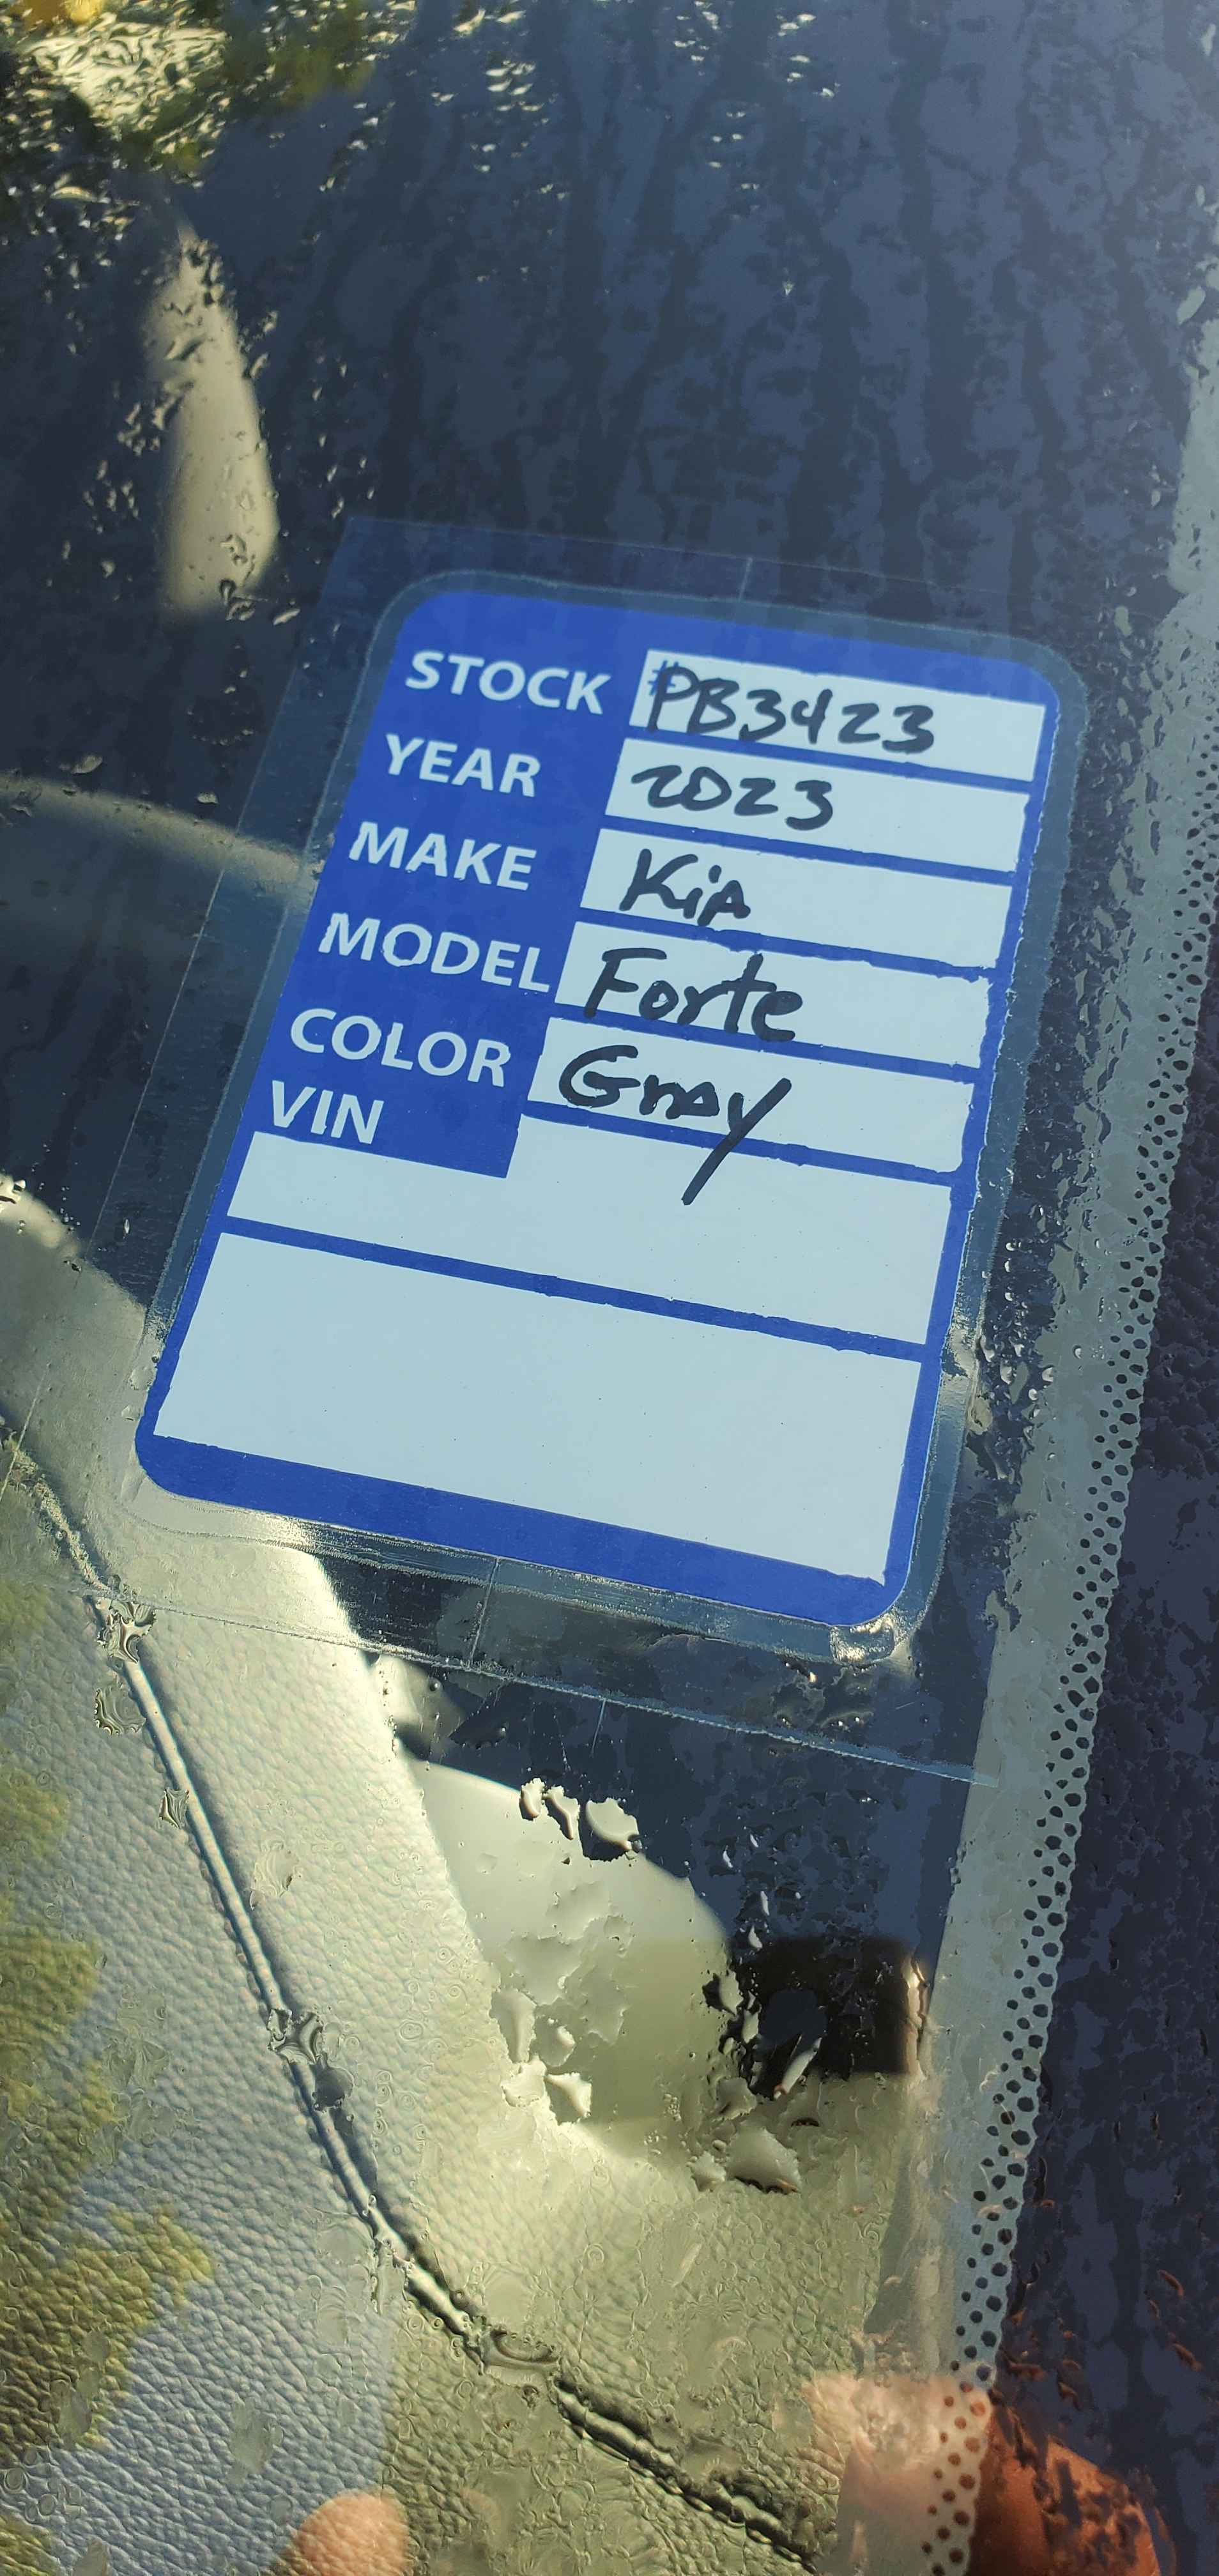 STOCK #PB3423
YEAR 2023
MAKE Kia
MODEL Forte
COLOR Gray
VIN